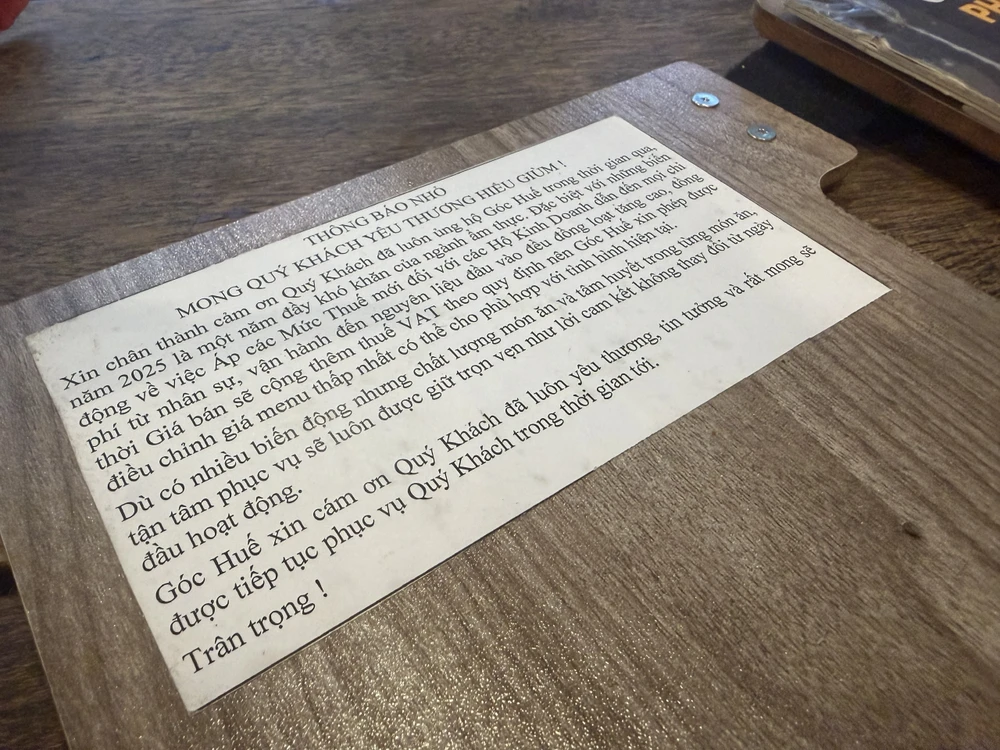 THÔNG BÁO NHỎ
MONG QUÝ KHÁCH YÊU THƯƠNG HIỂU GIÙM !
Xin chân thành cảm ơn Quý Khách đã luôn ủng hộ Góc Huế trong thời gian qua,
năm 2025 là một năm đầy khó khăn của ngành ẩm thực. Đặc biệt với những biến
động về việc Áp các Mức Thuế mới đối với các Hộ Kinh Doanh dẫn đến mọi chi
phí từ nhân sự, vận hành đến nguyên liệu đầu vào đều đồng loạt tăng cao, đồng
thời Giá bán sẽ cộng thêm thuế VAT theo quy định nên Góc Huế xin phép được
điều chỉnh giá menu thấp nhất có thể cho phù hợp với tình hình hiện tại.
Dù có nhiều biến động nhưng chất lượng món ăn và tâm huyết trong từng món ăn,
tận tâm phục vụ sẽ luôn được giữ trọn vẹn như lời cam kết không thay đổi từ ngày
đầu hoạt động.
Góc Huế xin cám ơn Quý Khách đã luôn yêu thương, tin tưởng và rất mong sẽ
được tiếp tục phục vụ Quý Khách trong thời gian tới.
Trân trọng !